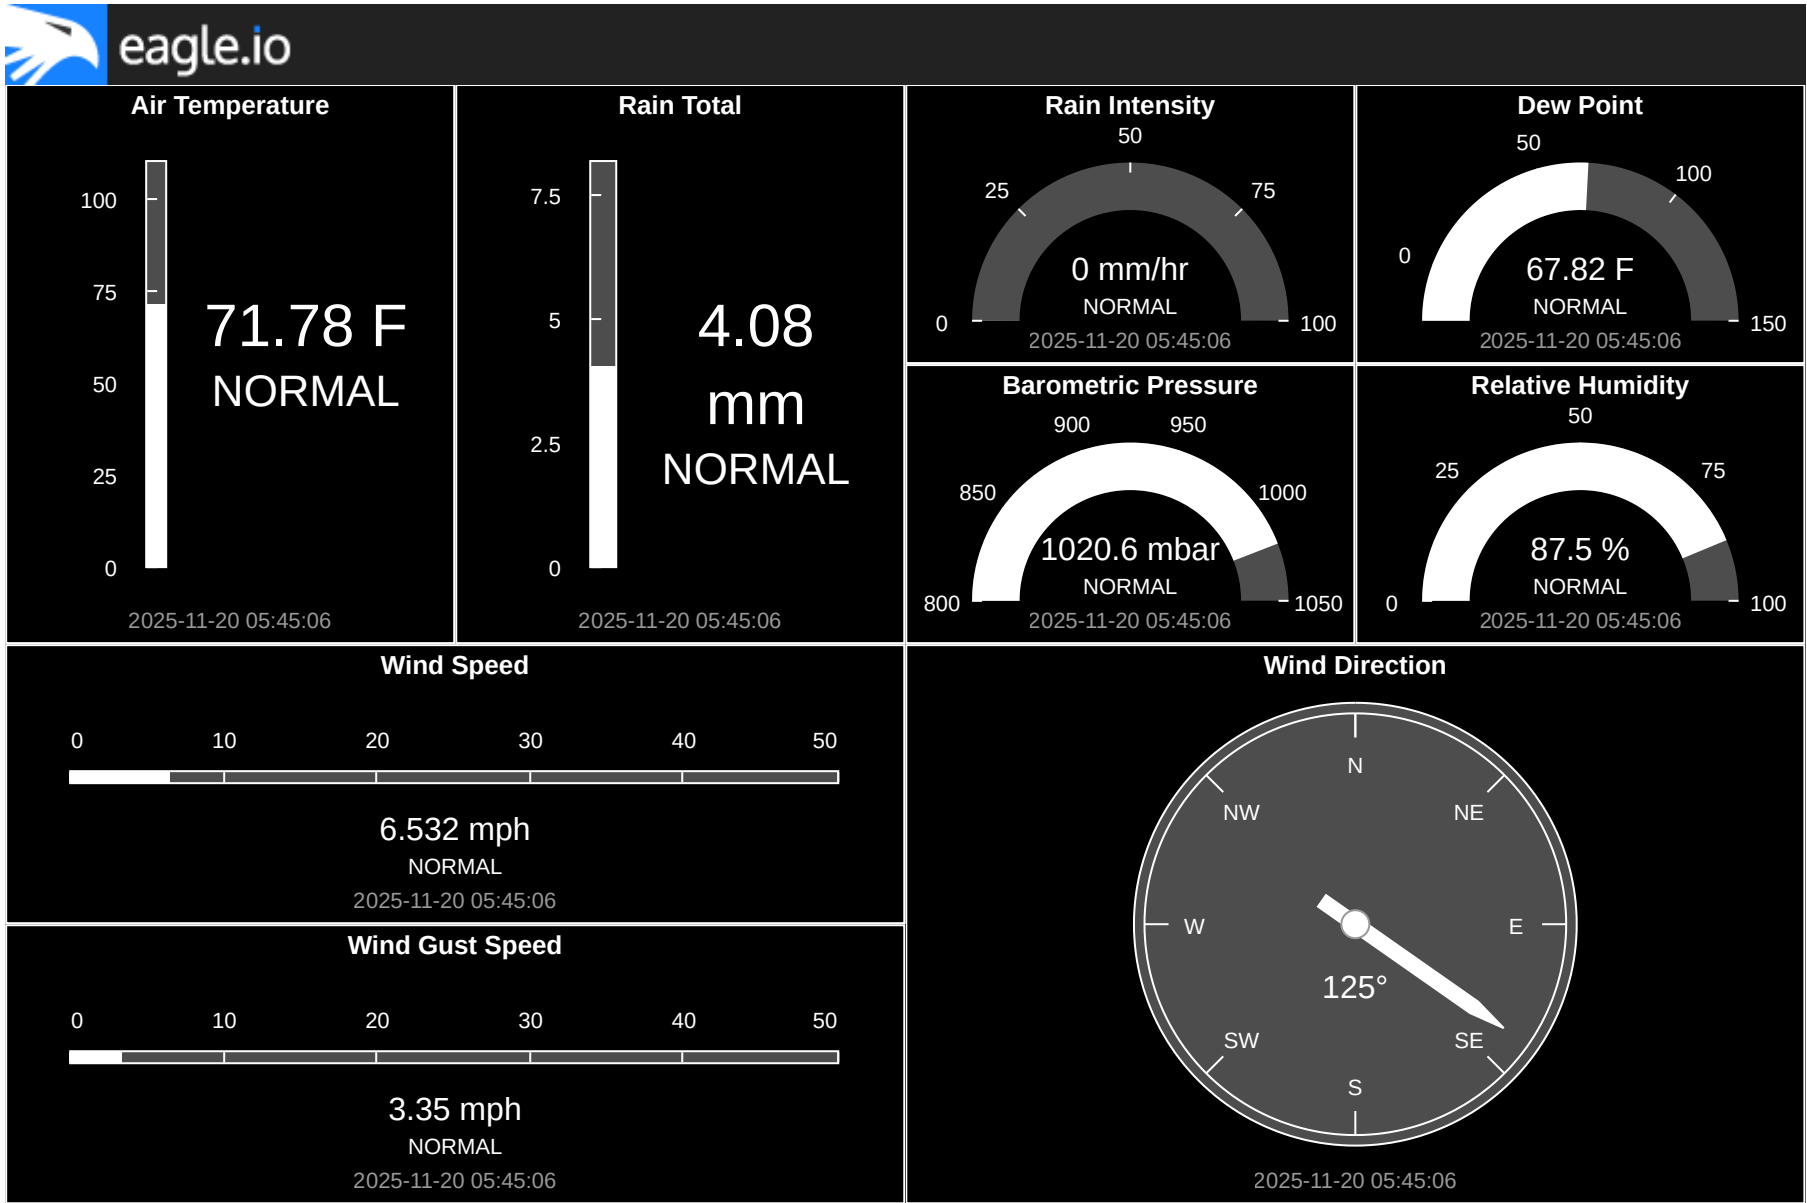 eagle.io
Air Temperature
100
75
50
25
0
71.78 F
NORMAL
2025-11-20 05:45:06
Rain Total
7.5
5
2.5
0
4.08
mm
NORMAL
2025-11-20 05:45:06
Rain Intensity
0
25
50
75
100
0 mm/hr
NORMAL
2025-11-20 05:45:06
Dew Point
0
50
100
150
67.82 F
NORMAL
2025-11-20 05:45:06
Barometric Pressure
800
850
900
950
1000
1050
1020.6 mbar
NORMAL
2025-11-20 05:45:06
Relative Humidity
0
25
50
75
100
87.5 %
NORMAL
2025-11-20 05:45:06
Wind Speed
0 10 20 30 40 50
6.532 mph
NORMAL
2025-11-20 05:45:06
Wind Gust Speed
0 10 20 30 40 50
3.35 mph
NORMAL
2025-11-20 05:45:06
Wind Direction
N
NW NE
W E
125°
SW SE
S
2025-11-20 05:45:06